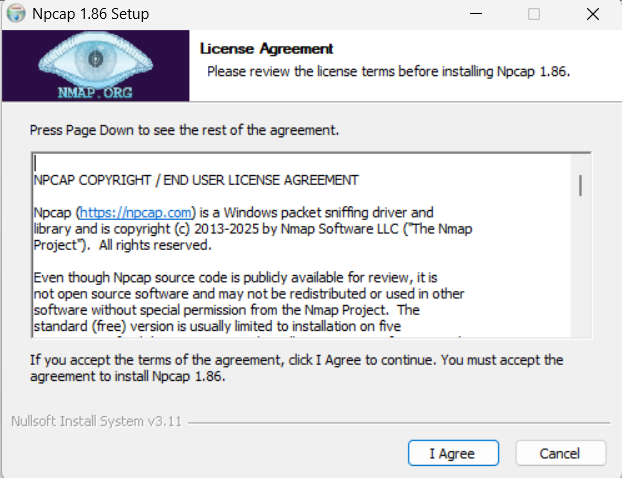 Npcap 1.86 Setup
NMAP.ORG
License Agreement
Please review the license terms before installing Npcap 1.86.
Press Page Down to see the rest of the agreement.
NPCAP COPYRIGHT / END USER LICENSE AGREEMENT
Npcap (https://npcap.com) is a Windows packet sniffing driver and
library and is copyright (c) 2013-2025 by Nmap Software LLC ("The Nmap
Project").  All rights reserved.
Even though Npcap source code is publicly available for review, it is
not open source software and may not be redistributed or used in other
software without special permission from the Nmap Project.  The
standard (free) version is usually limited to installation on five
If you accept the terms of the agreement, click I Agree to continue. You must accept the
agreement to install Npcap 1.86.
Nullsoft Install System v3.11
I Agree
Cancel